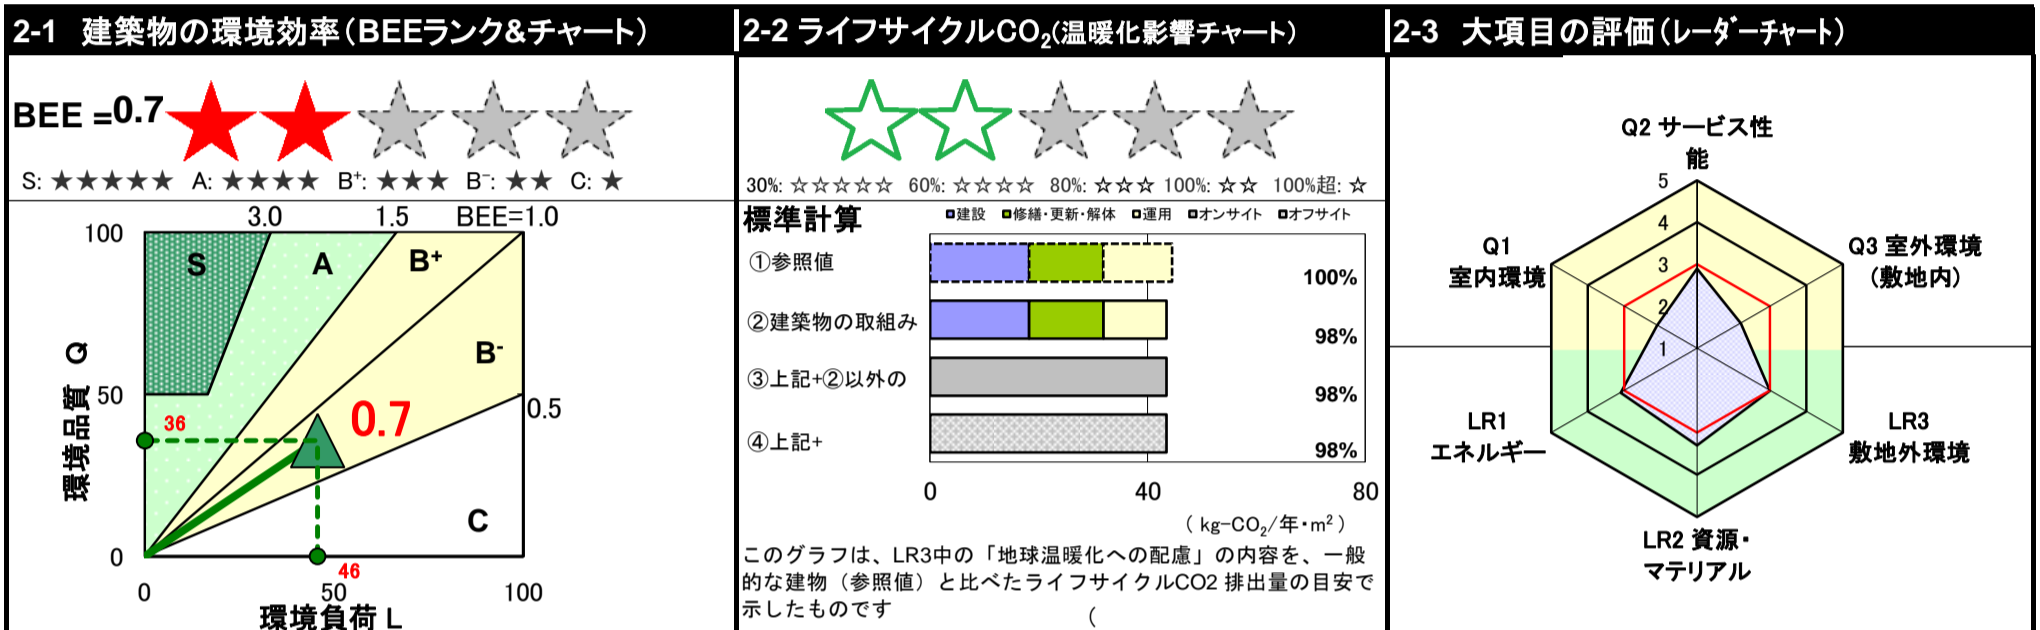 2-1 建築物の環境効率(BEEランク&チャート)
BEE =0.7
S: ★★★★★ A: ★★★★ B+: ★★★ B-: ★★ C: ★
3.0 1.5 BEE=1.0
100
S A B+
B-
環境品質 Q
50
0.5
36
0.7
C
0
46
0 50 100
環境負荷 L
2-2 ライフサイクルCO2(温暖化影響チャート)
30%: ☆☆☆☆☆ 60%: ☆☆☆☆ 80%: ☆☆☆ 100%: ☆☆ 100%超: ☆
標準計算
建設 修繕・更新・解体 運用 オンサイト オフサイト
①参照値 100%
②建築物の取組み 98%
③上記+②以外の 98%
④上記+ 98%
0 40 80
( kg-CO2/年・m2 )
このグラフは、LR3中の「地球温暖化への配慮」の内容を、一般
的な建物（参照値）と比べたライフサイクルCO2 排出量の目安で
示したものです
(
2-3 大項目の評価(レーダーチャート)
Q2 サービス性
能
5
4
3
2
1
Q1
室内環境
Q3 室外環境
(敷地内)
LR1
エネルギー
LR3
敷地外環境
LR2 資源・
マテリアル